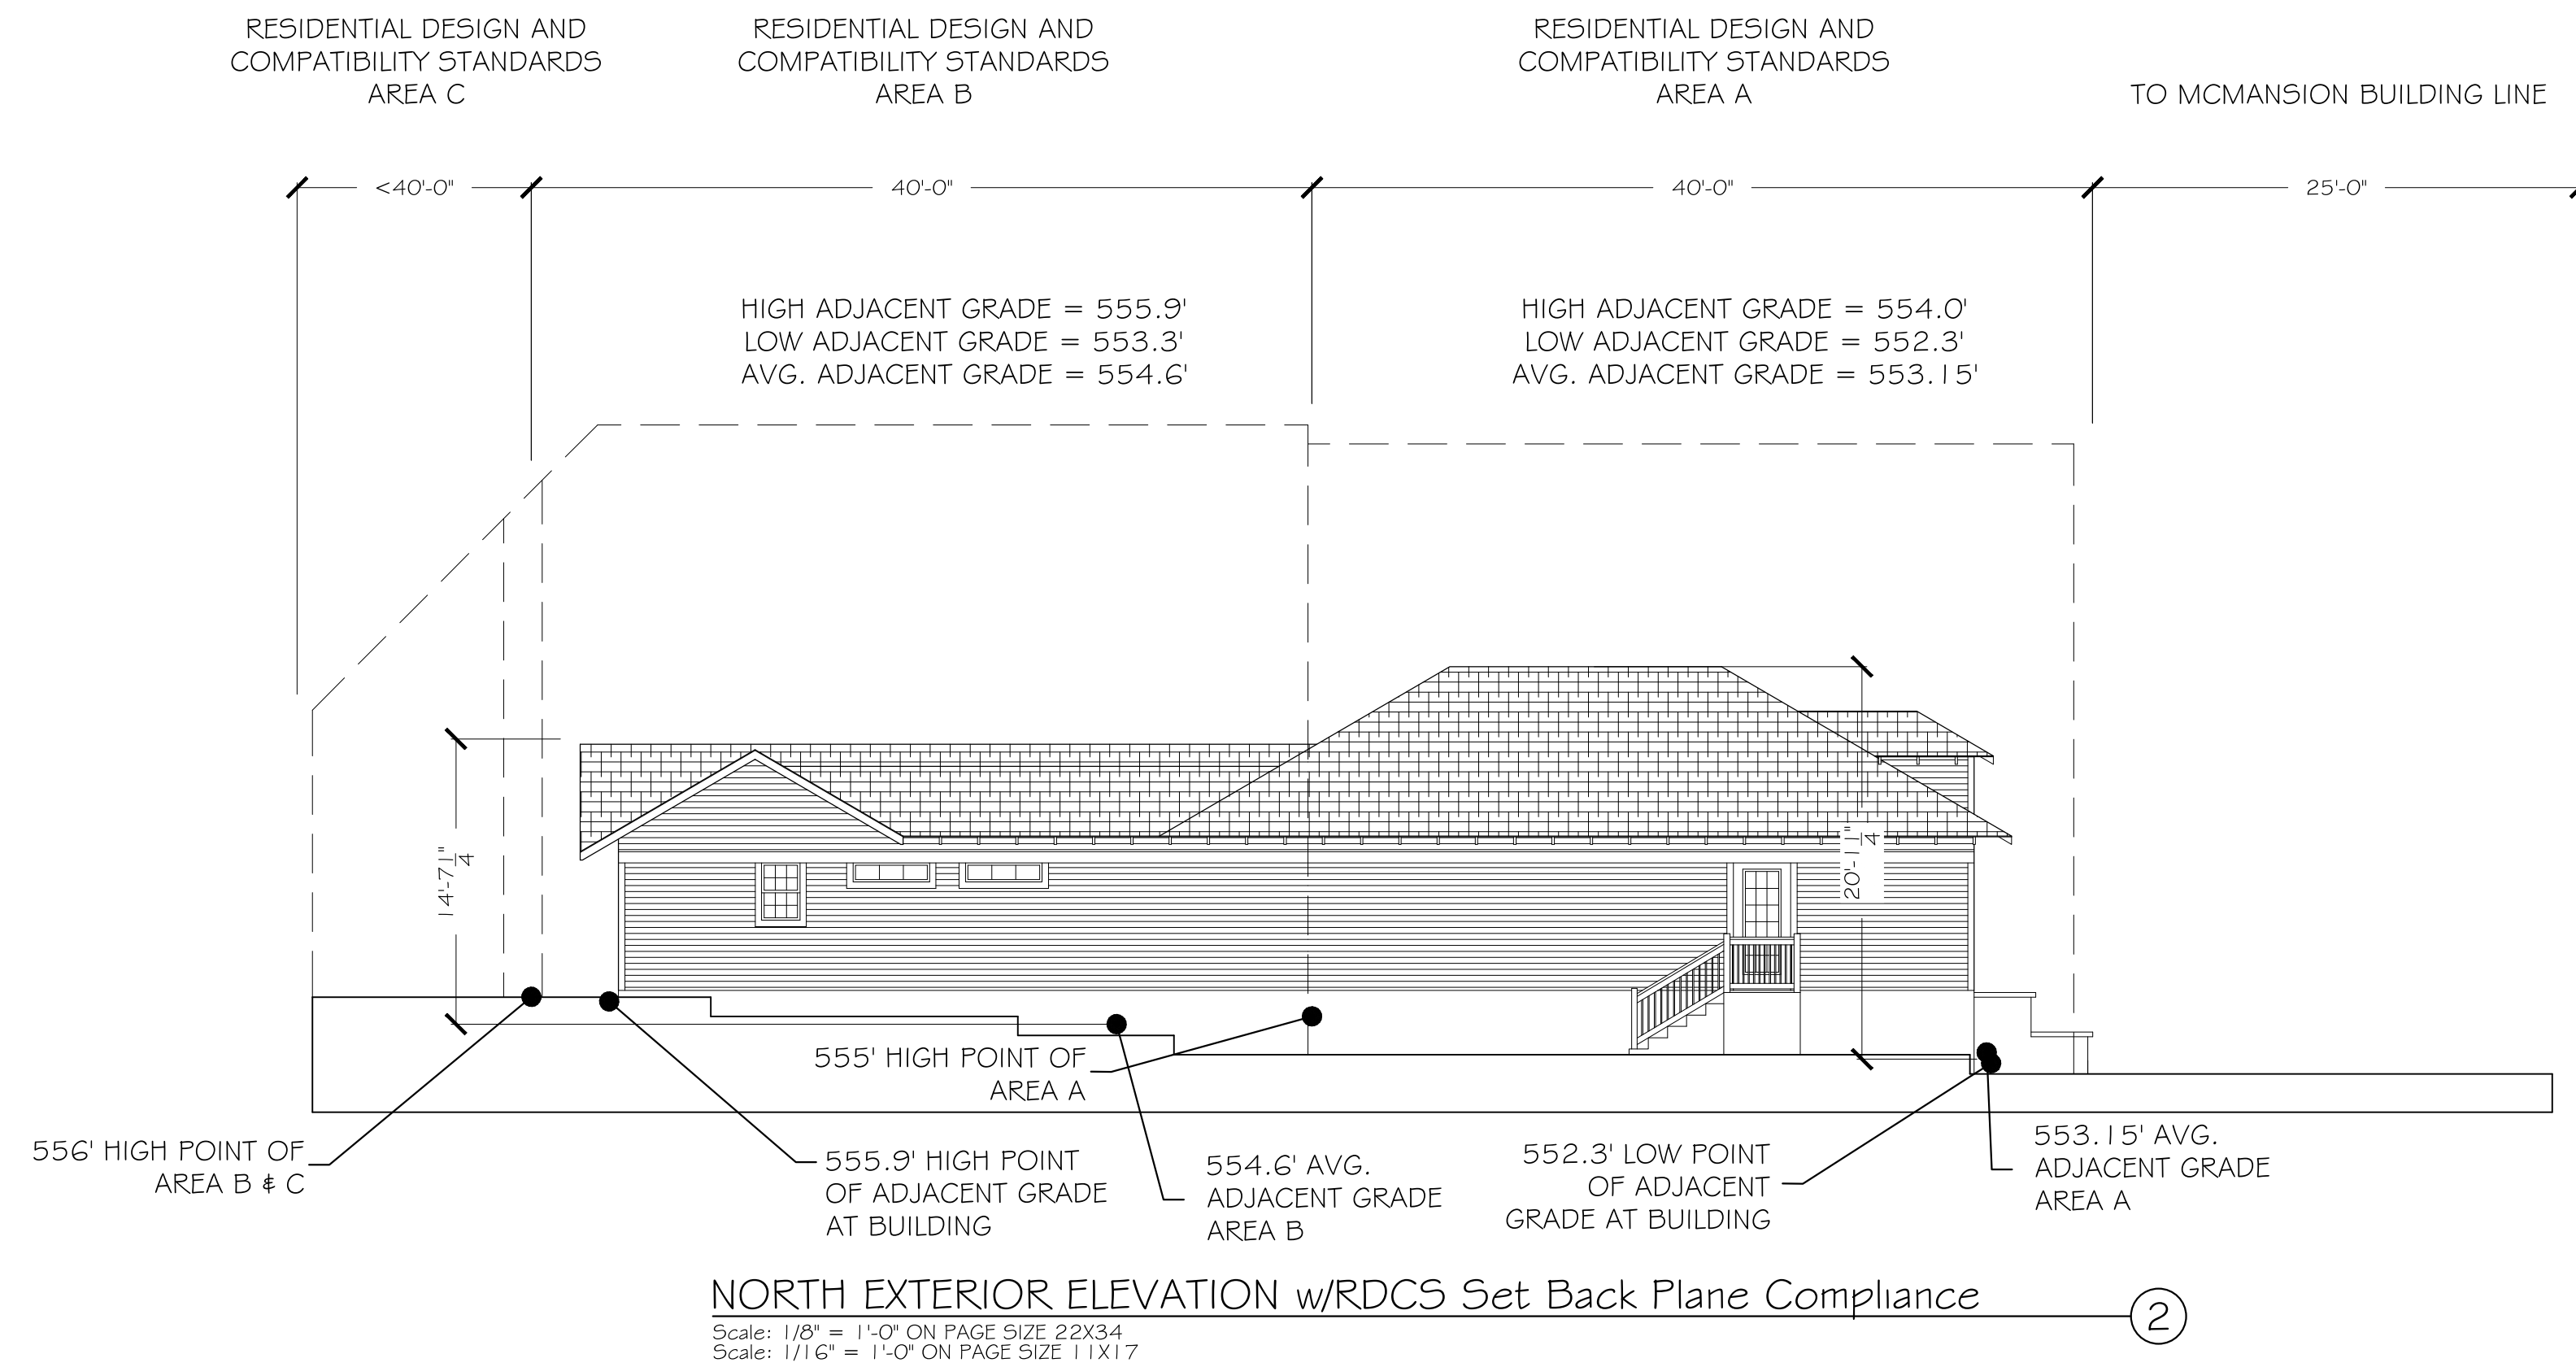 RESIDENTIAL DESIGN AND
COMPATIBILITY STANDARDS
AREA C
RESIDENTIAL DESIGN AND
COMPATIBILITY STANDARDS
AREA B
RESIDENTIAL DESIGN AND
COMPATIBILITY STANDARDS
AREA A
TO MCMANSION BUILDING LINE
<40'-0"
40'-0"
40'-0"
25'-0"
HIGH ADJACENT GRADE = 555.9'
LOW ADJACENT GRADE = 553.3'
AVG. ADJACENT GRADE = 554.6'
HIGH ADJACENT GRADE = 554.0'
LOW ADJACENT GRADE = 552.3'
AVG. ADJACENT GRADE = 553.15'
14'-7 1/4"
20'-1 1/4"
555' HIGH POINT OF
AREA A
556' HIGH POINT OF
AREA B & C
555.9' HIGH POINT
OF ADJACENT GRADE
AT BUILDING
554.6' AVG.
ADJACENT GRADE
AREA B
552.3' LOW POINT
OF ADJACENT
GRADE AT BUILDING
553.15' AVG.
ADJACENT GRADE
AREA A
NORTH EXTERIOR ELEVATION w/RDCS Set Back Plane Compliance
2
Scale: 1/8" = 1'-0" ON PAGE SIZE 22X34
Scale: 1/16" = 1'-0" ON PAGE SIZE 11X17